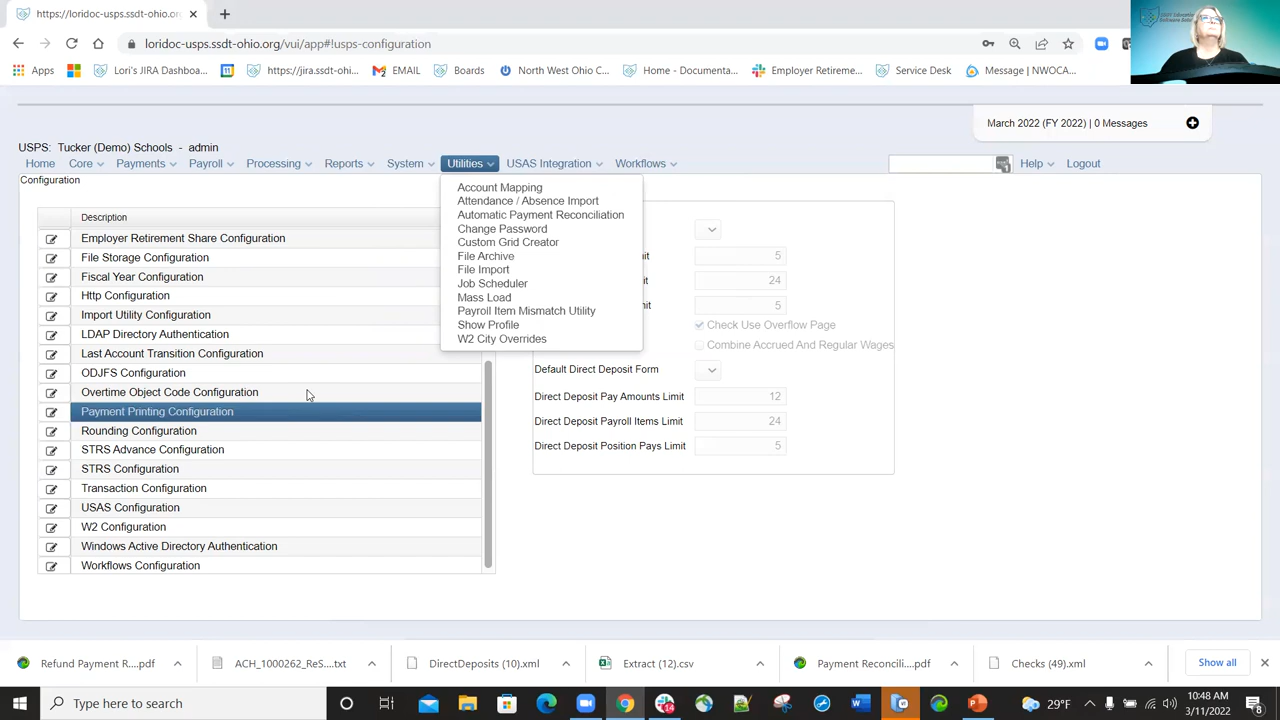 https://loridoc-usps.ssdt-ohio.org
loridoc-usps.ssdt-ohio.org/vui/app#!usps-configuration
Apps
Lori's JIRA Dashboa...
https://jira.ssdt-ohi...
EMAIL
Boards
North West Ohio C...
Home - Documenta...
Employer Retireme...
Service Desk
Message | NWOCA...
March 2022 (FY 2022) | 0 Messages
USPS: Tucker (Demo) Schools - admin
Home
Core
Payments
Payroll
Processing
Reports
System
Utilities
USAS Integration
Workflows
Help
Logout
Configuration
Description
Employer Retirement Share Configuration
File Storage Configuration
Fiscal Year Configuration
Http Configuration
Import Utility Configuration
LDAP Directory Authentication
Last Account Transition Configuration
ODJFS Configuration
Overtime Object Code Configuration
Payment Printing Configuration
Rounding Configuration
STRS Advance Configuration
STRS Configuration
Transaction Configuration
USAS Configuration
W2 Configuration
Windows Active Directory Authentication
Workflows Configuration
Account Mapping
Attendance / Absence Import
Automatic Payment Reconciliation
Change Password
Custom Grid Creator
File Archive
File Import
Job Scheduler
Mass Load
Payroll Item Mismatch Utility
Show Profile
W2 City Overrides
5
24
5
Check Use Overflow Page
Combine Accrued And Regular Wages
Default Direct Deposit Form
Direct Deposit Pay Amounts Limit 12
Direct Deposit Payroll Items Limit 24
Direct Deposit Position Pays Limit 5
Refund Payment R....pdf
ACH_1000262_ReS....txt
DirectDeposits (10).xml
Extract (12).csv
Payment Reconcili....pdf
Checks (49).xml
Show all
Type here to search
14
29°F
10:48 AM
3/11/2022
8